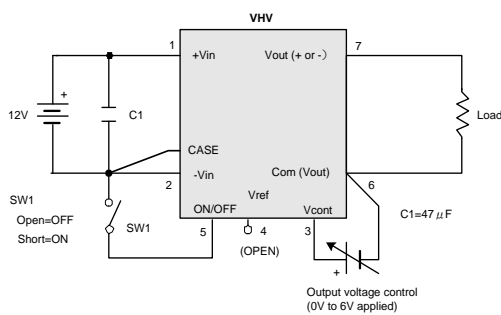 VHV
1
7
+Vin
Vout (+ or -)
+
12V
C1
Load
CASE
-Vin
Com (Vout)
2
6
Vref
SW1
ON/OFF
Vcont
C1=47μF
Open=OFF
SW1
5
4
3
Short=ON
(OPEN)
+
Output voltage control
(0V to 6V applied)